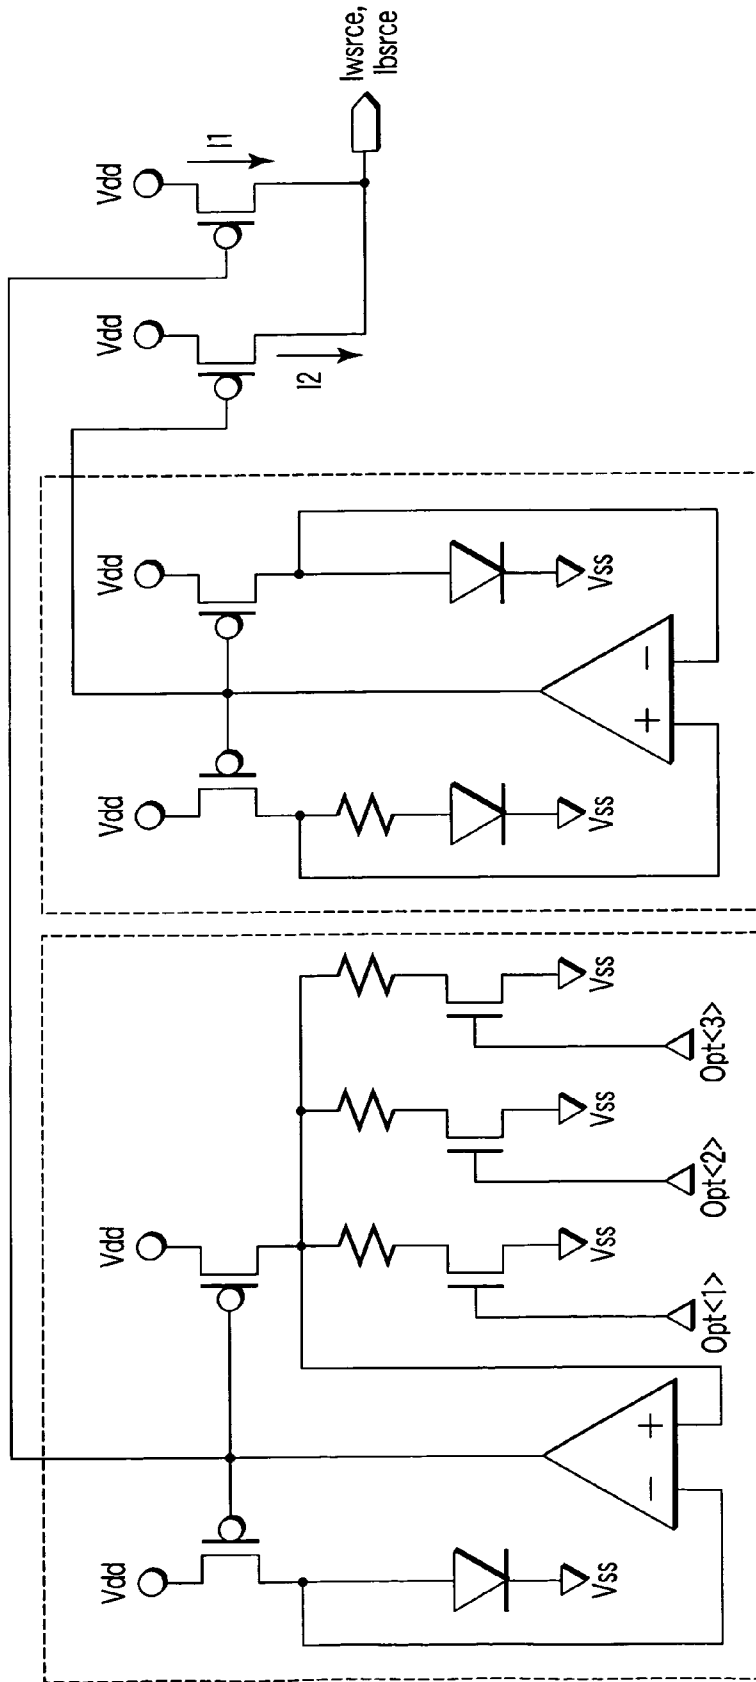 Vdd
Vdd
Vdd
Vdd
Vdd
Vdd
I2
I1
Iwsrce,
Ibsrce
−
+
+
−
Vss
Vss
Vss
Vss
Vss
Vss
Opt<1>
Opt<2>
Opt<3>